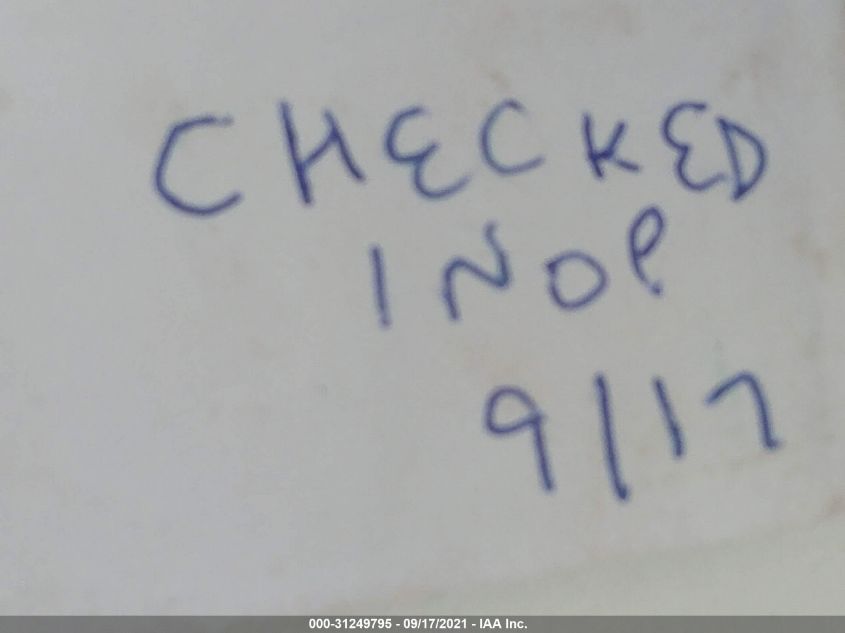 CHECKED
INOP
9/17
000-31249795 - 09/17/2021 - IAA Inc.